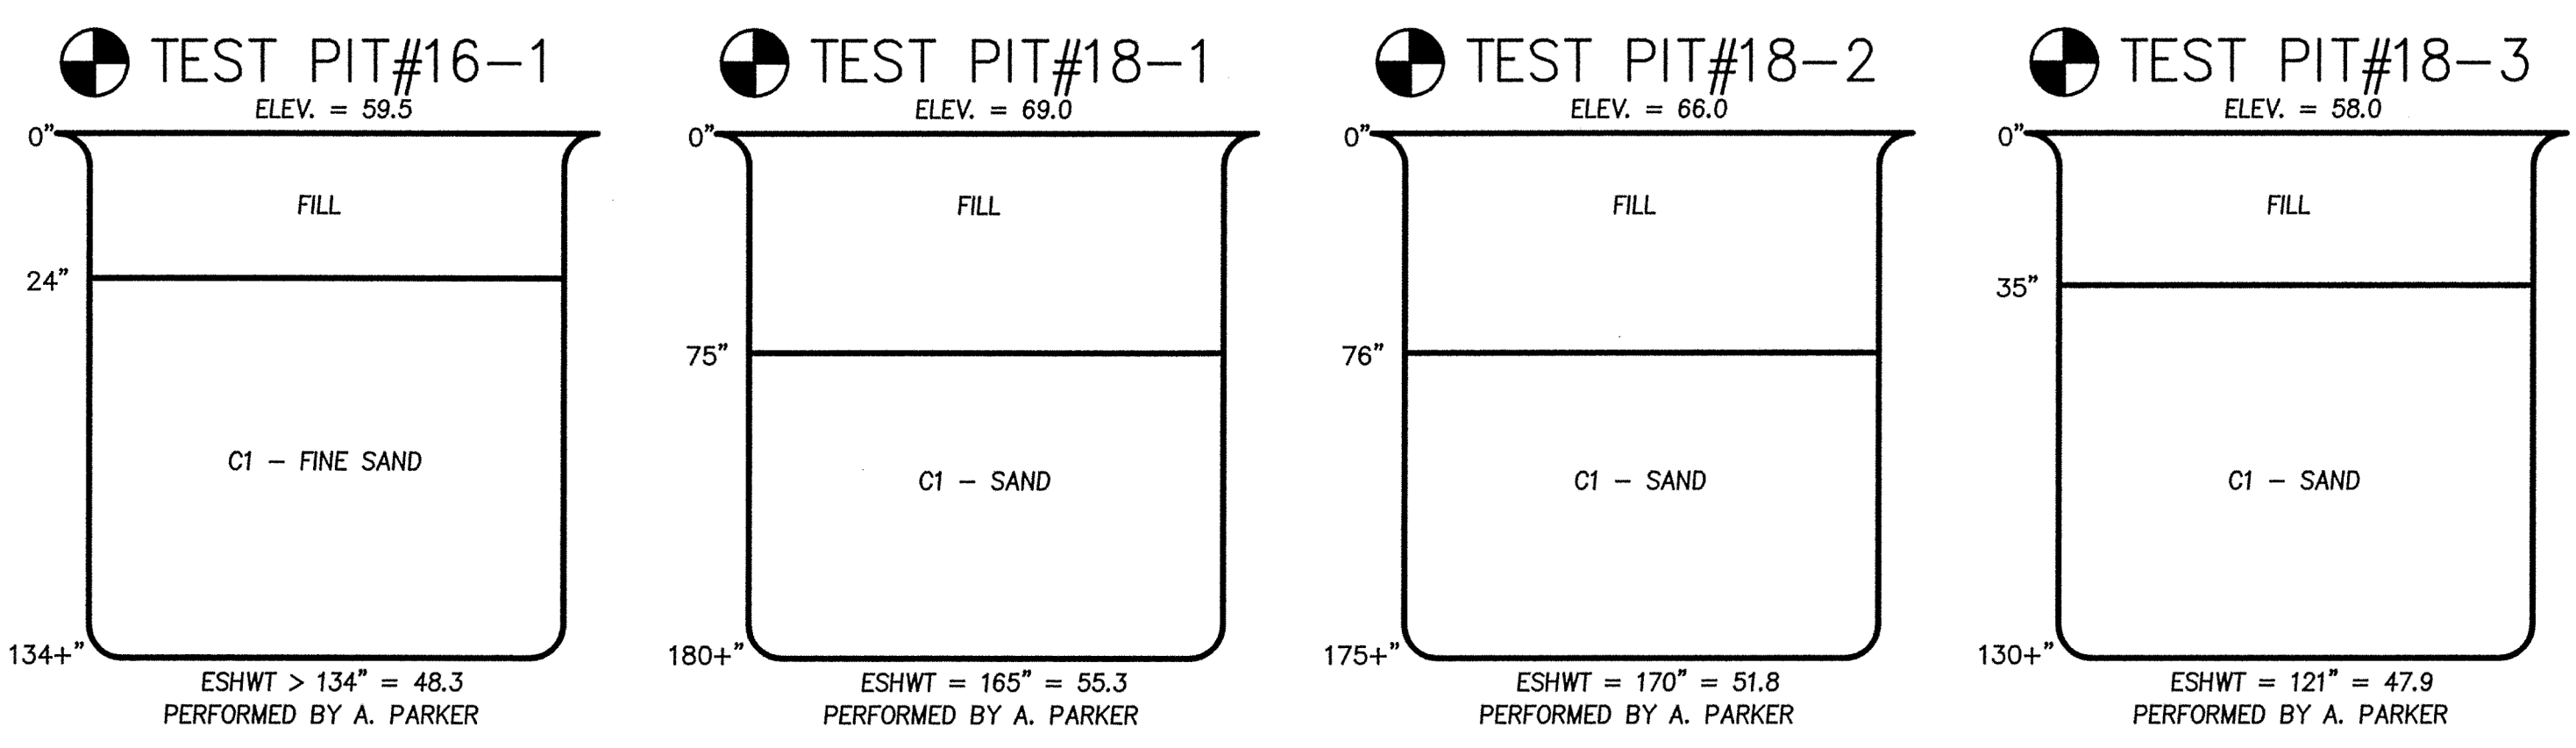 TEST PIT#16-1
ELEV. = 59.5
0"
FILL
24"
C1 - FINE SAND
134+"
ESHWT > 134" = 48.3
PERFORMED BY A. PARKER
TEST PIT#18-1
ELEV. = 69.0
0"
FILL
75"
C1 - SAND
180+"
ESHWT = 165" = 55.3
PERFORMED BY A. PARKER
TEST PIT#18-2
ELEV. = 66.0
0"
FILL
76"
C1 - SAND
175+"
ESHWT = 170" = 51.8
PERFORMED BY A. PARKER
TEST PIT#18-3
ELEV. = 58.0
0"
FILL
35"
C1 - SAND
130+"
ESHWT = 121" = 47.9
PERFORMED BY A. PARKER